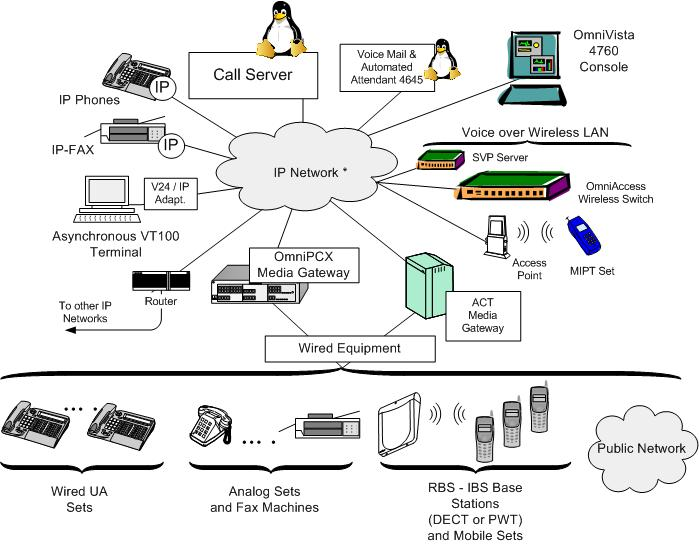 Call Server
Voice Mail &
Automated
Attendant 4645
OmniVista
4760
Console
IP
IP Phones
IP
IP-FAX
IP Network *
Voice over Wireless LAN
SVP Server
OmniAccess
Wireless Switch
V24 / IP
Adapt.
Asynchronous VT100
Terminal
Access
Point
MIPT Set
OmniPCX
Media Gateway
Router
To other IP
Networks
ACT
Media
Gateway
Wired Equipment
Public Network
Wired UA
Sets
Analog Sets
and Fax Machines
RBS - IBS Base
Stations
(DECT or PWT)
and Mobile Sets